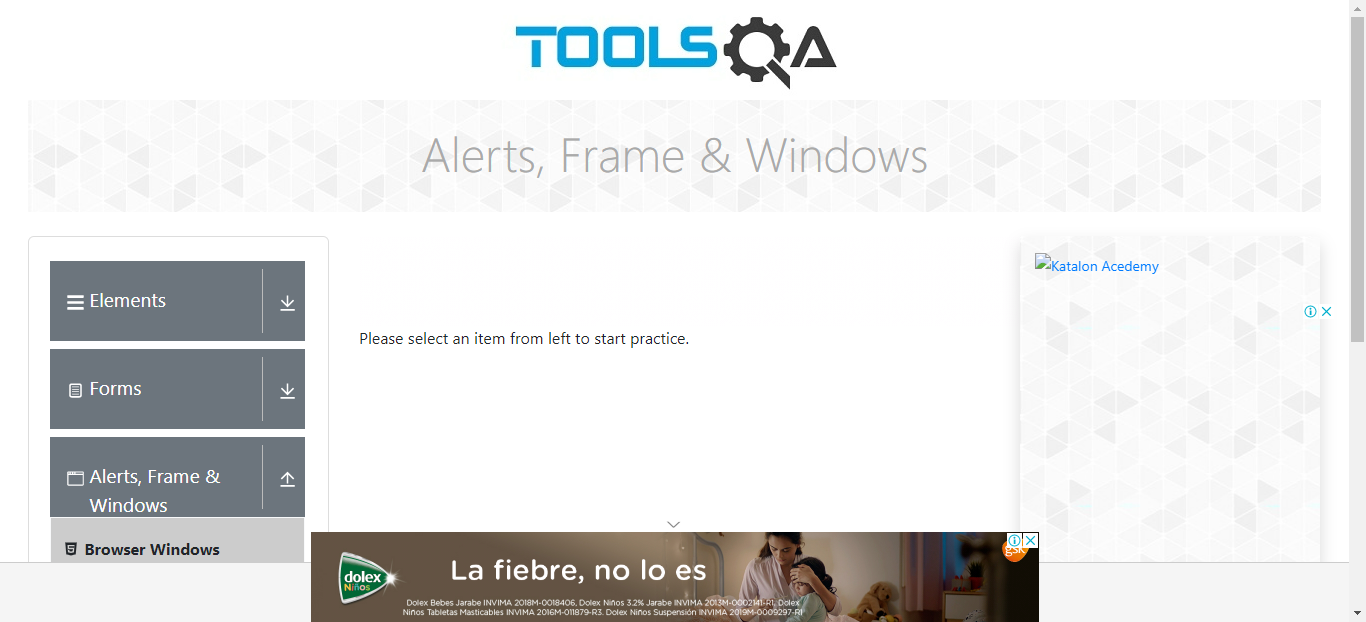 TOOLSQA
Alerts, Frame & Windows
Elements
Forms
Alerts, Frame &
Windows
Browser Windows
Please select an item from left to start practice.
Katalon Acedemy
dolex
Niños
La fiebre, no lo es
Dolex Bebes Jarabe INVIMA 2018M-0018406, Dolex Niños 3.2% Jarabe INVIMA 2013M-0002141-R1, Dolex
Niños Tabletas Masticables INVIMA 2016M-011879-R3. Dolex Niños Suspensión INVIMA 2019M-0009297-R1
gsk